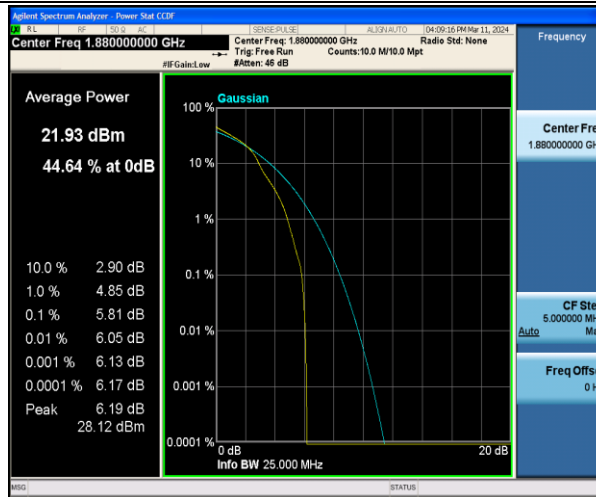 Agilent Spectrum Analyzer - Power Stat CCDF
RL RF 50 Ω AC SENSE:PULSE ALIGNAUTO 04:09:16 PM Mar 11, 2024
Center Freq 1.880000000 GHz
Center Freq: 1.880000000 GHz Radio Std: None
Trig: Free Run Counts:10.0 M/10.0 Mpt
#IFGain:Low #Atten: 46 dB
Frequency
Average Power
21.93 dBm
44.64 % at 0dB
10.0 % 2.90 dB
1.0 % 4.85 dB
0.1 % 5.81 dB
0.01 % 6.05 dB
0.001 % 6.13 dB
0.0001 % 6.17 dB
Peak 6.19 dB
28.12 dBm
Gaussian
100 %
10 %
1 %
0.1 %
0.01 %
0.001 %
0.0001 %
0 dB 20 dB
Info BW 25.000 MHz
Center Fre
1.880000000 GH
CF Ste
5.000000 MH
Auto Ma
Freq Offs
0 H
MSG STATUS